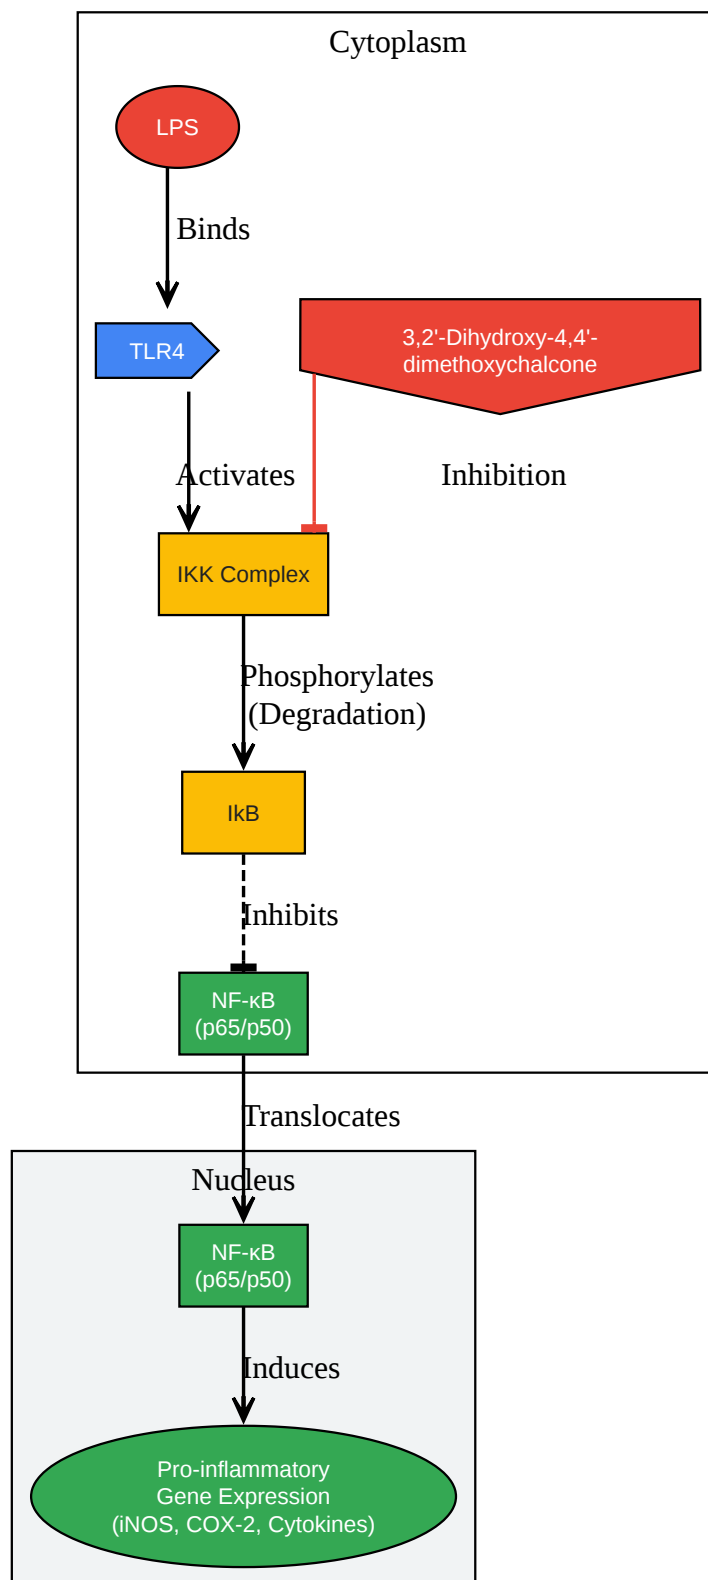 Cytoplasm
LPS
Binds
TLR4
3,2'-Dihydroxy-4,4'-
dimethoxychalcone
Activates
Inhibition
IKK Complex
Phosphorylates
(Degradation)
IkB
Inhibits
NF-κB
(p65/p50)
Translocates
Nucleus
NF-κB
(p65/p50)
Induces
Pro-inflammatory
Gene Expression
(iNOS, COX-2, Cytokines)